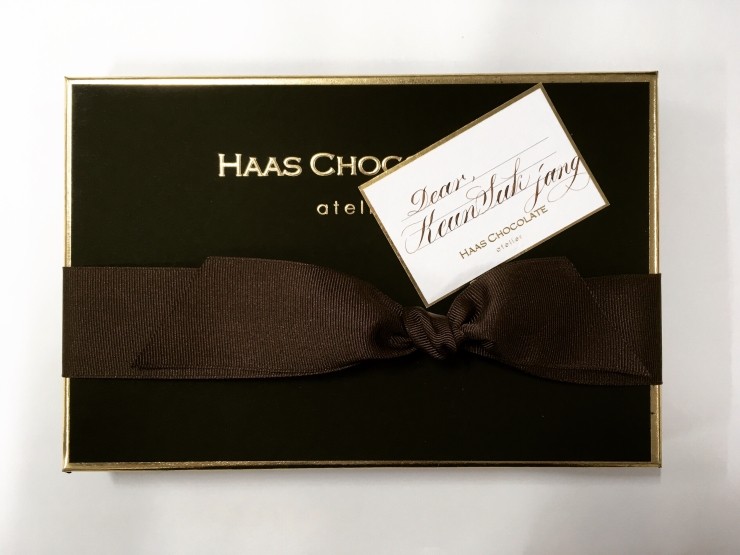 HAAS CHOC
atel
Dear,
KeunSuk jang
HAAS CHOCOLATE
atelier